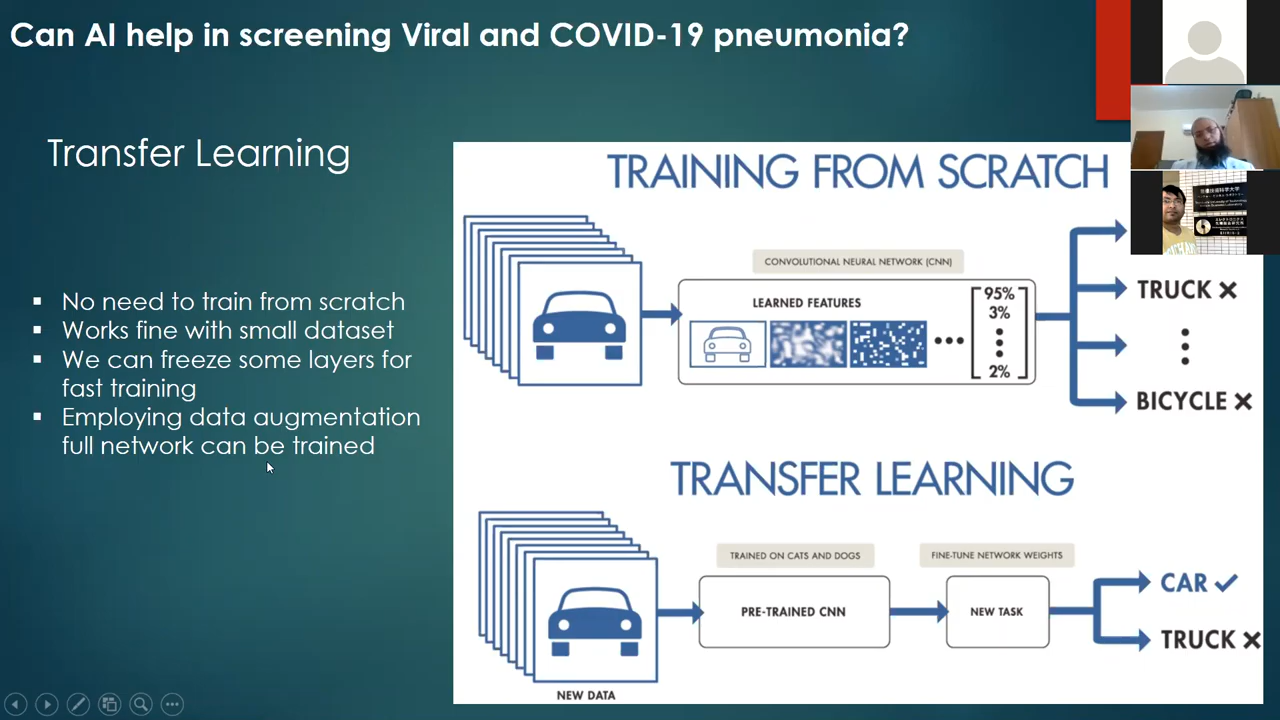 Can AI help in screening Viral and COVID-19 pneumonia?
Transfer Learning
▪ No need to train from scratch
▪ Works fine with small dataset
▪ We can freeze some layers for
fast training
▪ Employing data augmentation
full network can be trained
TRAINING FROM SCRATCH
CONVOLUTIONAL NEURAL NETWORK (CNN)
LEARNED FEATURES
95%
3%
2%
TRUCK ×
BICYCLE ×
TRANSFER LEARNING
TRAINED ON CATS AND DOGS
FINE-TUNE NETWORK WEIGHTS
PRE-TRAINED CNN
NEW TASK
CAR ✓
TRUCK ×
NEW DATA